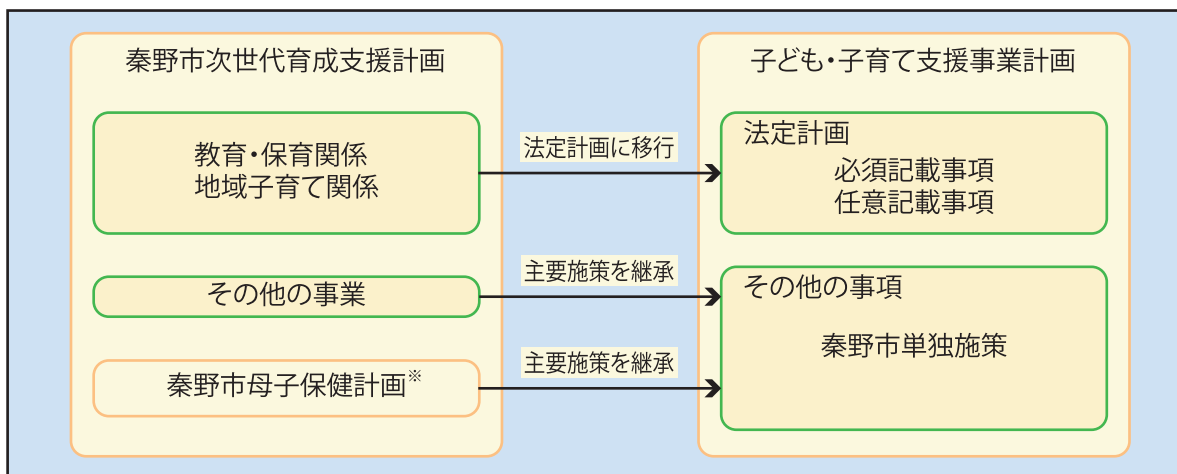 秦野市次世代育成支援計画
教育・保育関係
地域子育て関係
その他の事業
秦野市母子保健計画※
法定計画に移行
主要施策を継承
主要施策を継承
子ども・子育て支援事業計画
法定計画
必須記載事項
任意記載事項
その他の事項
秦野市単独施策